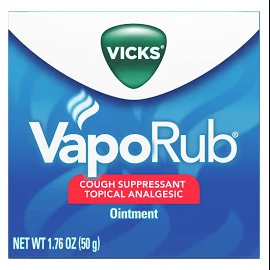 VICKS®
VapoRub®
COUGH SUPPRESSANT
TOPICAL ANALGESIC
Ointment
NET WT 1.76 OZ (50 g)